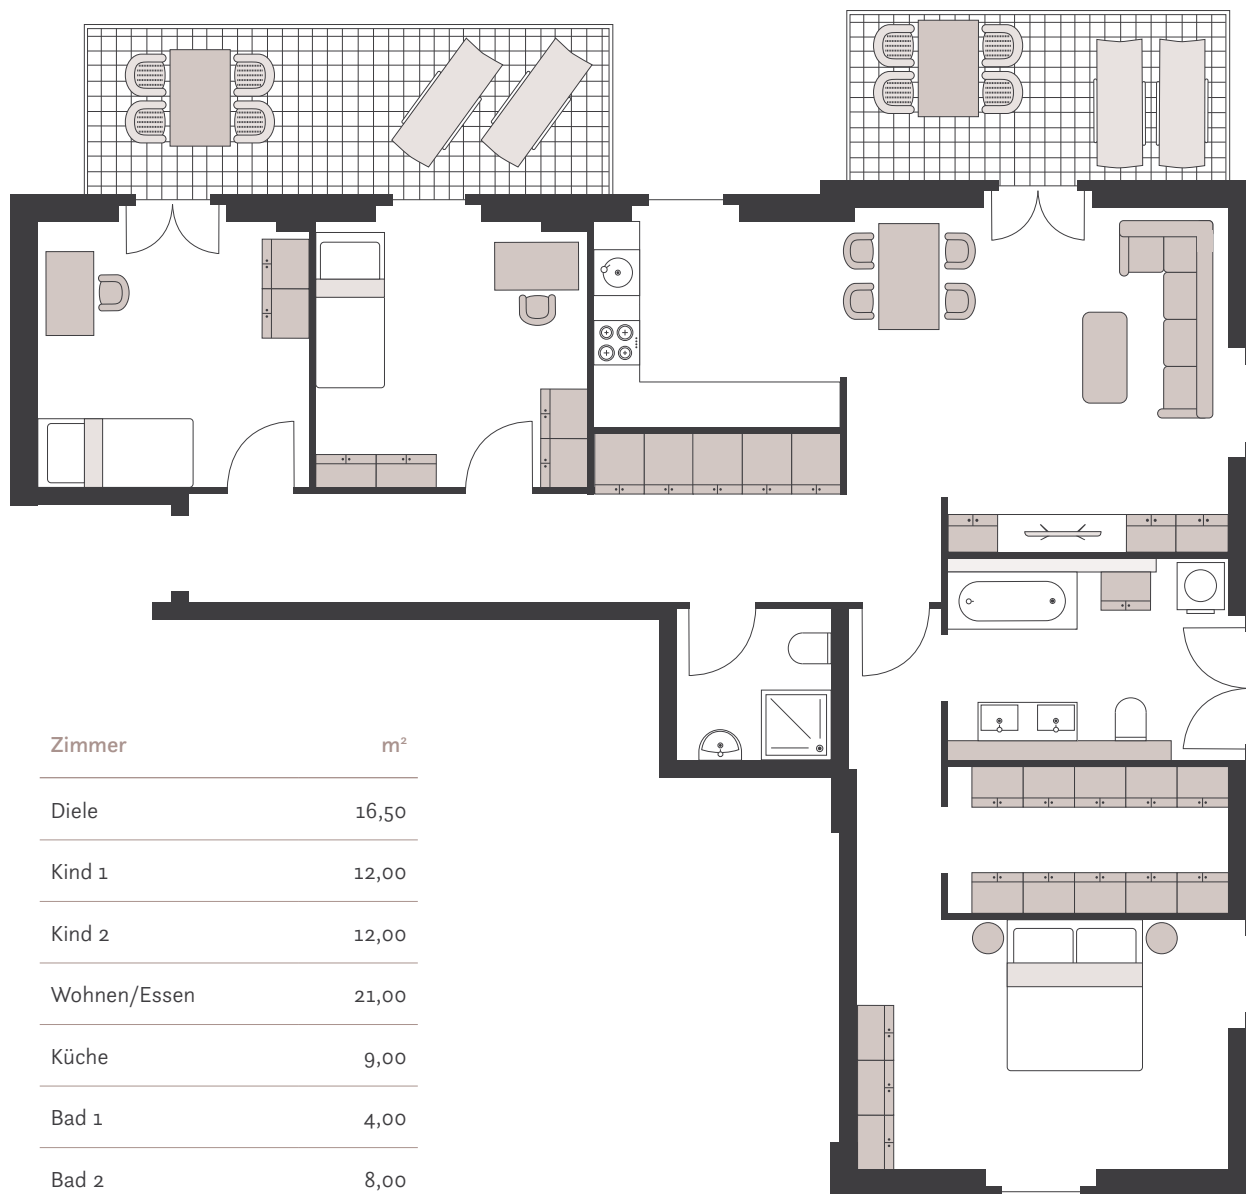 Zimmer m²
Diele 16,50
Kind 1 12,00
Kind 2 12,00
Wohnen/Essen 21,00
Küche 9,00
Bad 1 4,00
Bad 2 8,00